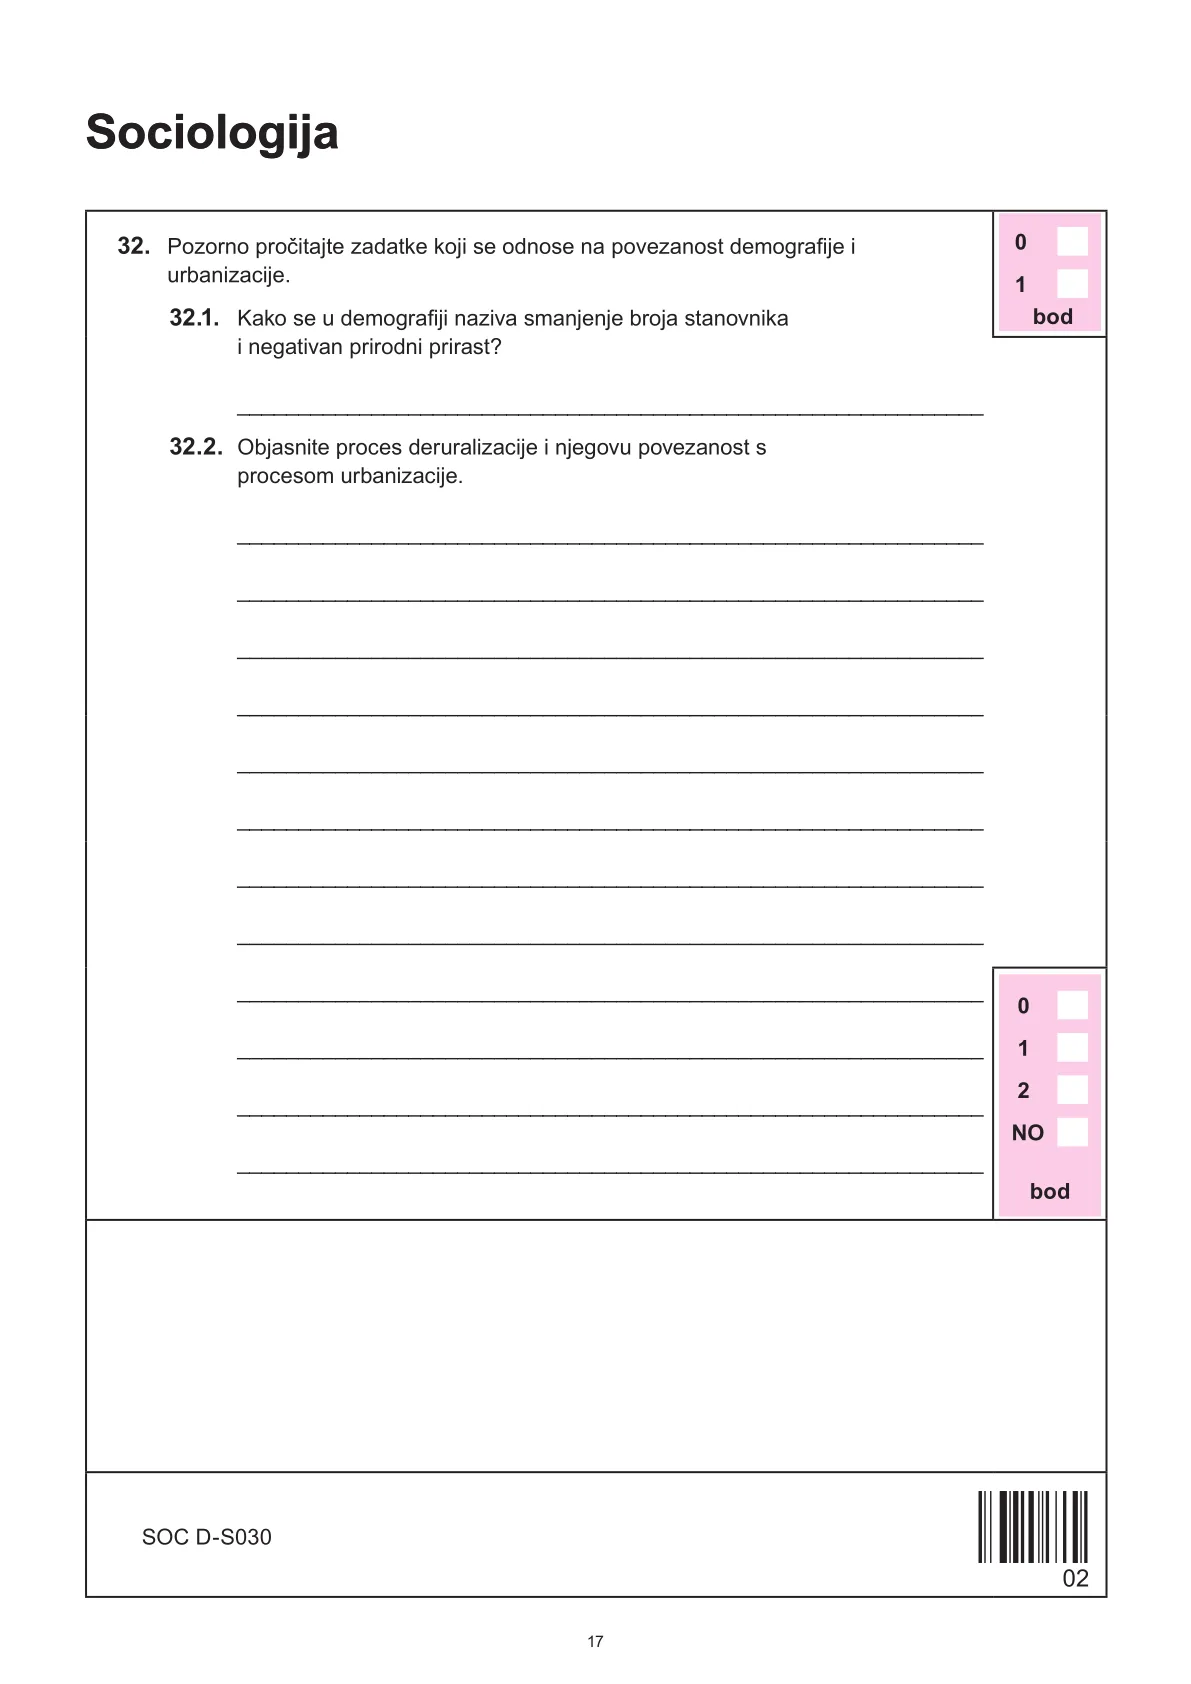 Sociologija
32. Pozorno pročitajte zadatke koji se odnose na povezanost demografije i
urbanizacije.
0
1
bod
32.1. Kako se u demografiji naziva smanjenje broja stanovnika
i negativan prirodni prirast?
32.2. Objasnite proces deruralizacije i njegovu povezanost s
procesom urbanizacije.
0
1
2
NO
bod
SOC D-S030
02
17